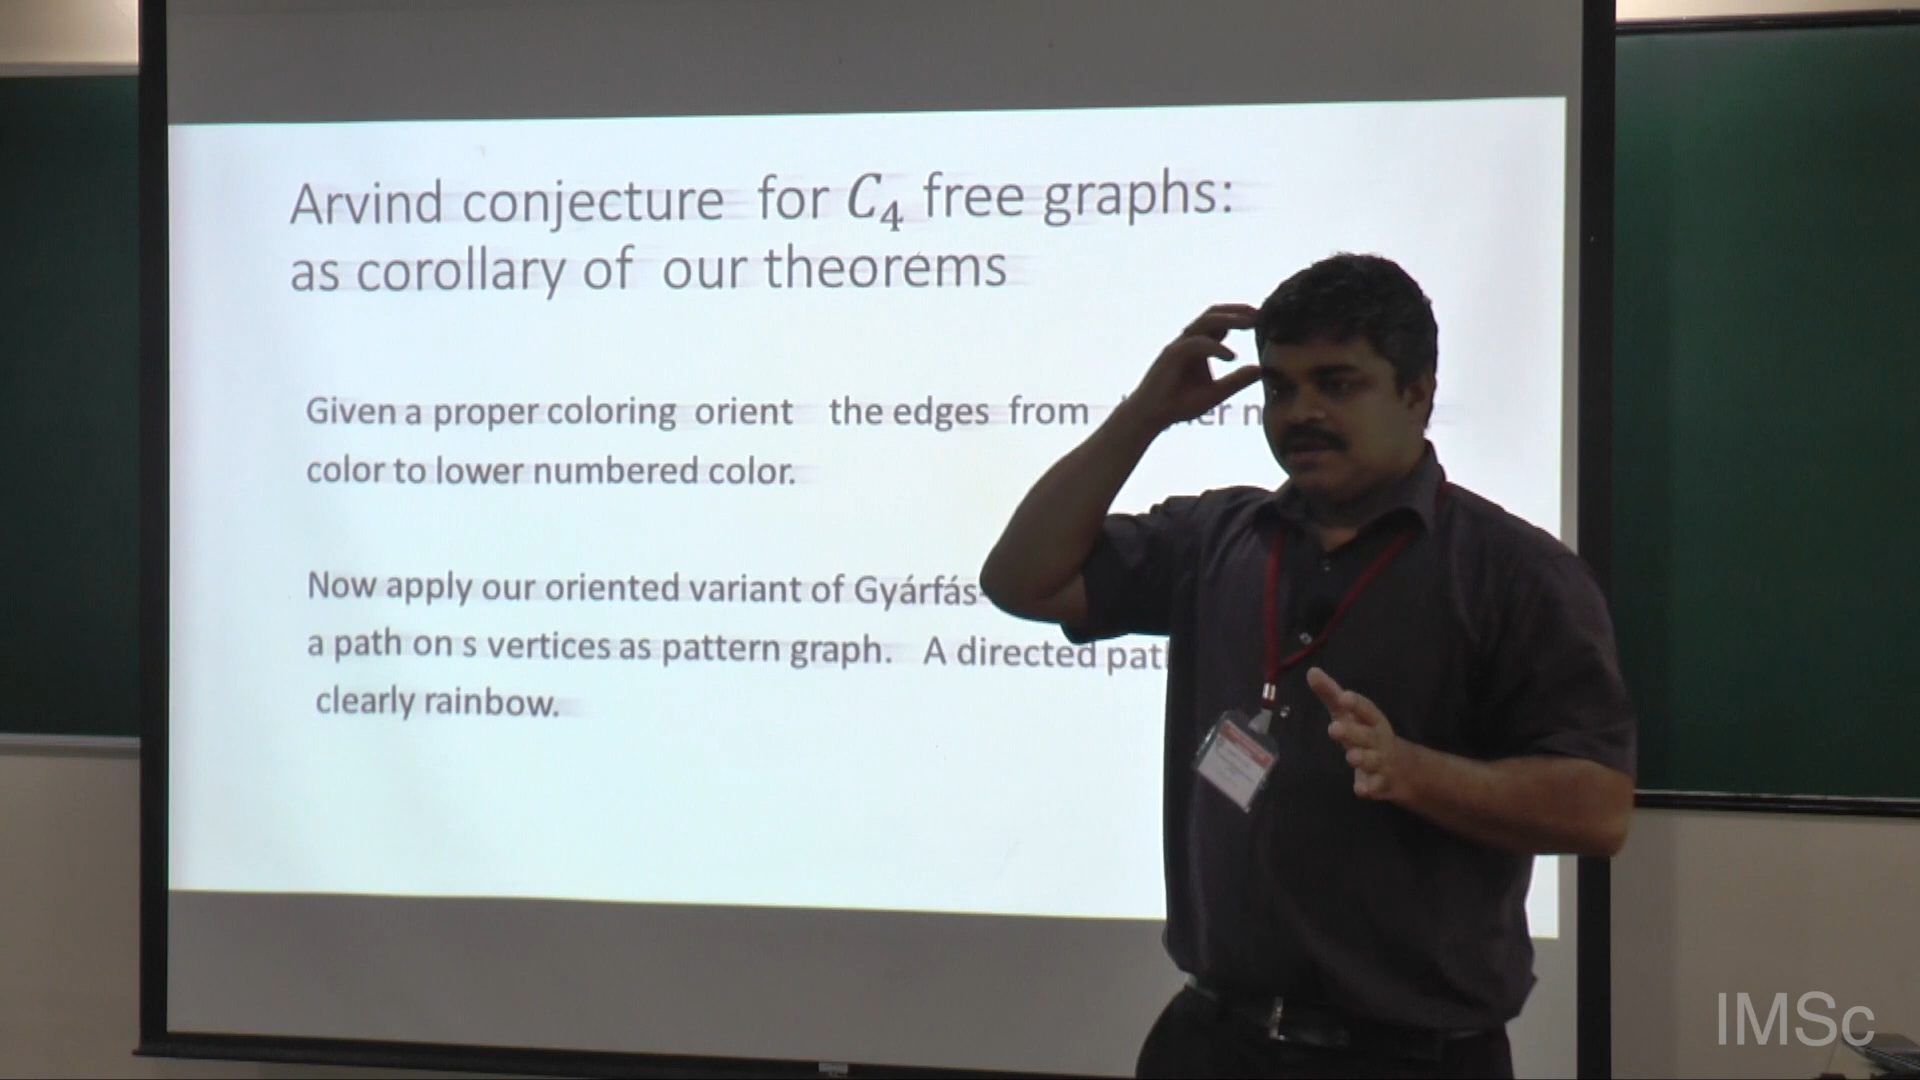 Arvind conjecture for C₄ free graphs:
as corollary of our theorems
Given a proper coloring orient the edges from
color to lower numbered color.
Now apply our oriented variant of Gyárfás-
a path on s vertices as pattern graph. A directed
clearly rainbow.
IMSc